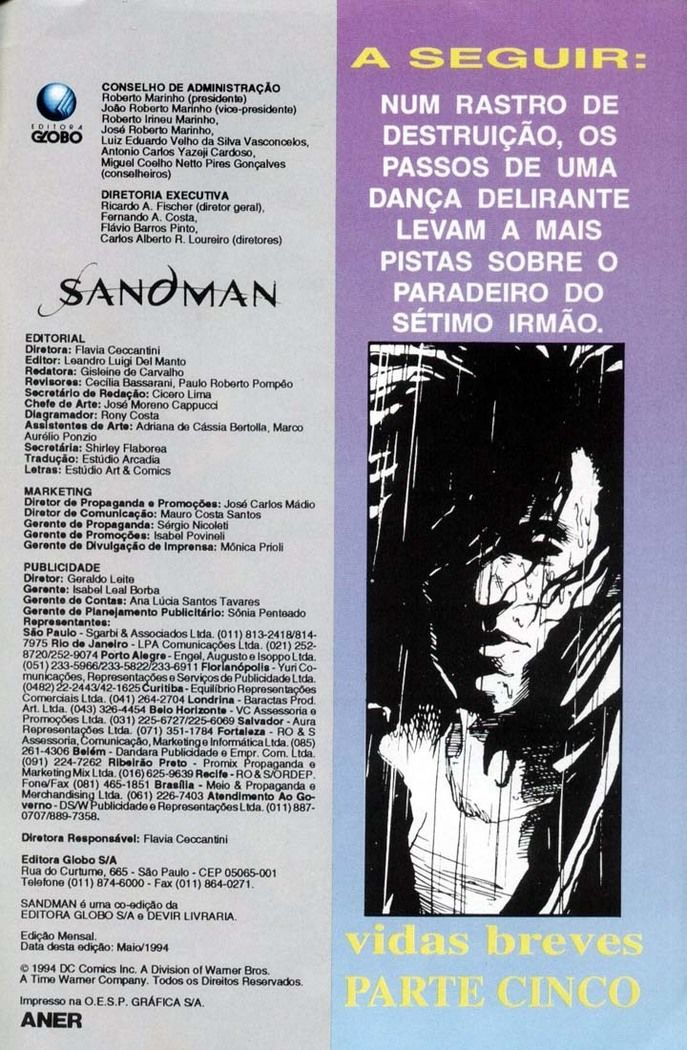 CONSELHO DE ADMINISTRAÇÃO
Roberto Marinho (presidente)
João Roberto Marinho (vice-presidente)
Roberto Irineu Marinho,
José Roberto Marinho,
Luiz Eduardo Velho da Silva Vasconcelos,
Antonio Carlos Yazeji Cardoso,
Miguel Coelho Netto Pires Gonçalves
(conselheiros)
EDITORA
GLOBO
DIRETORIA EXECUTIVA
Ricardo A. Fischer (diretor geral),
Fernando A. Costa,
Flávio Barros Pinto,
Carlos Alberto R. Loureiro (diretores)
SANDMAN
EDITORIAL
Diretora: Flavia Ceccantini
Editor: Leandro Luigi Del Manto
Redatora: Gisleine de Carvalho
Revisores: Cecília Bassarani, Paulo Roberto Pompêo
Secretário de Redação: Cicero Lima
Chefe de Arte: José Moreno Cappucci
Diagramador: Rony Costa
Assistentes de Arte: Adriana de Cássia Bertolla, Marco
Aurélio Ponzio
Secretária: Shirley Flaborea
Tradução: Estúdio Arcadia
Letras: Estúdio Art & Comics
MARKETING
Diretor de Propaganda e Promoções: José Carlos Mádio
Diretor de Comunicação: Mauro Costa Santos
Gerente de Propaganda: Sérgio Nicoleti
Gerente de Promoções: Isabel Povineli
Gerente de Divulgação de Imprensa: Mônica Prioli
PUBLICIDADE
Diretor: Geraldo Leite
Gerente: Isabel Leal Borba
Gerente de Contas: Ana Lúcia Santos Tavares
Gerente de Planejamento Publicitário: Sônia Penteado
Representantes:
São Paulo - Sgarbi & Associados Ltda. (011) 813-2418/814-
7975 Rio de Janeiro - LPA Comunicações Ltda. (021) 252-
8720/252-9074 Porto Alegre - Engel, Augusto e Isoppo Ltda.
(051) 233-5966/233-5822/233-6911 Florianópolis - Yuri Co-
municações, Representações e Serviços de Publicidade Ltda.
(0482) 22-2443/42-1625 Curitiba - Equilíbrio Representações
Comerciais Ltda. (041) 264-2704 Londrina - Baractas Prod.
Art. Ltda. (043) 326-4454 Belo Horizonte - VC Assessoria e
Promoções Ltda. (031) 225-6727/225-6069 Salvador - Aura
Representações Ltda. (071) 351-1784 Fortaleza - RO & S
Assessoria, Comunicação, Marketing e Informática Ltda. (085)
261-4306 Belém - Dandara Publicidade e Empr. Com. Ltda.
(091) 224-7262 Ribeirão Preto - Promix Propaganda e
Marketing Mix Ltda. (016) 625-9639 Recife - RO & S/ORDEP.
Fone/Fax (081) 465-1851 Brasília - Meio & Propaganda e
Merchandising Ltda. (061) 226-7403 Atendimento Ao Go-
verno - DS/W Publicidade e Representações Ltda. (011) 887-
0707/889-7358.
Diretora Responsável: Flavia Ceccantini
Editora Globo S/A
Rua do Curtume, 665 - São Paulo - CEP 05065-001
Telefone (011) 874-6000 - Fax (011) 864-0271.
SANDMAN é uma co-edição da
EDITORA GLOBO S/A e DEVIR LIVRARIA.
Edição Mensal.
Data desta edição: Maio/1994
© 1994 DC Comics Inc. A Division of Warner Bros.
A Time Warner Company. Todos os Direitos Reservados.
Impresso na O.E.S.P. GRÁFICA S/A.
ANER
A SEGUIR:
NUM RASTRO DE
DESTRUIÇÃO, OS
PASSOS DE UMA
DANÇA DELIRANTE
LEVAM A MAIS
PISTAS SOBRE O
PARADEIRO DO
SÉTIMO IRMÃO.
vidas breves
PARTE CINCO